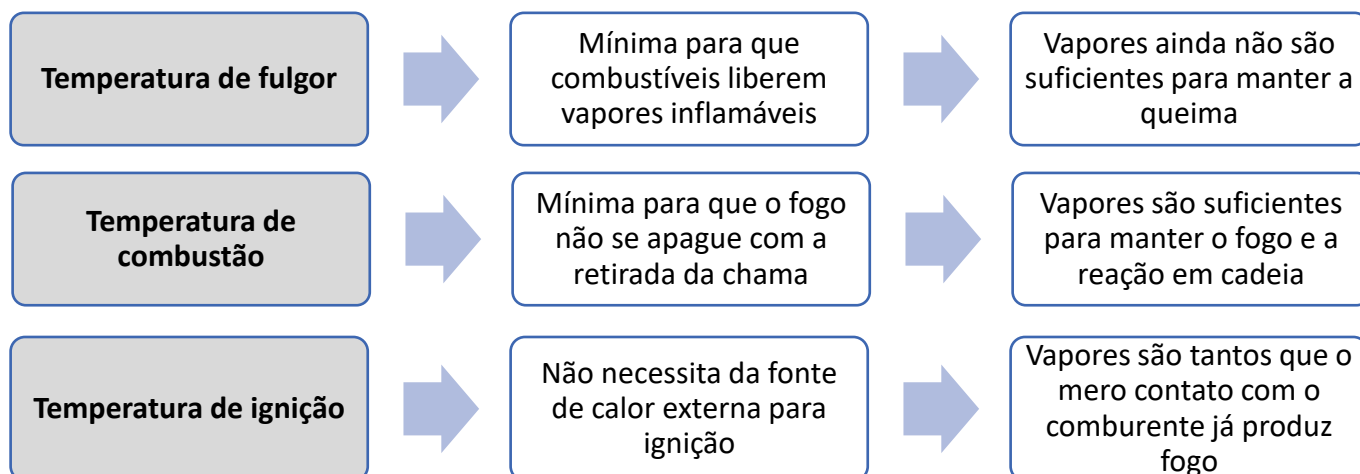 Temperatura de fulgor
Mínima para que
combustíveis liberem
vapores inflamáveis
Vapores ainda não são
suficientes para manter a
queima
Temperatura de
combustão
Mínima para que o fogo
não se apague com a
retirada da chama
Vapores são suficientes
para manter o fogo e a
reação em cadeia
Temperatura de ignição
Não necessita da fonte
de calor externa para
ignição
Vapores são tantos que o
mero contato com o
comburente já produz
fogo